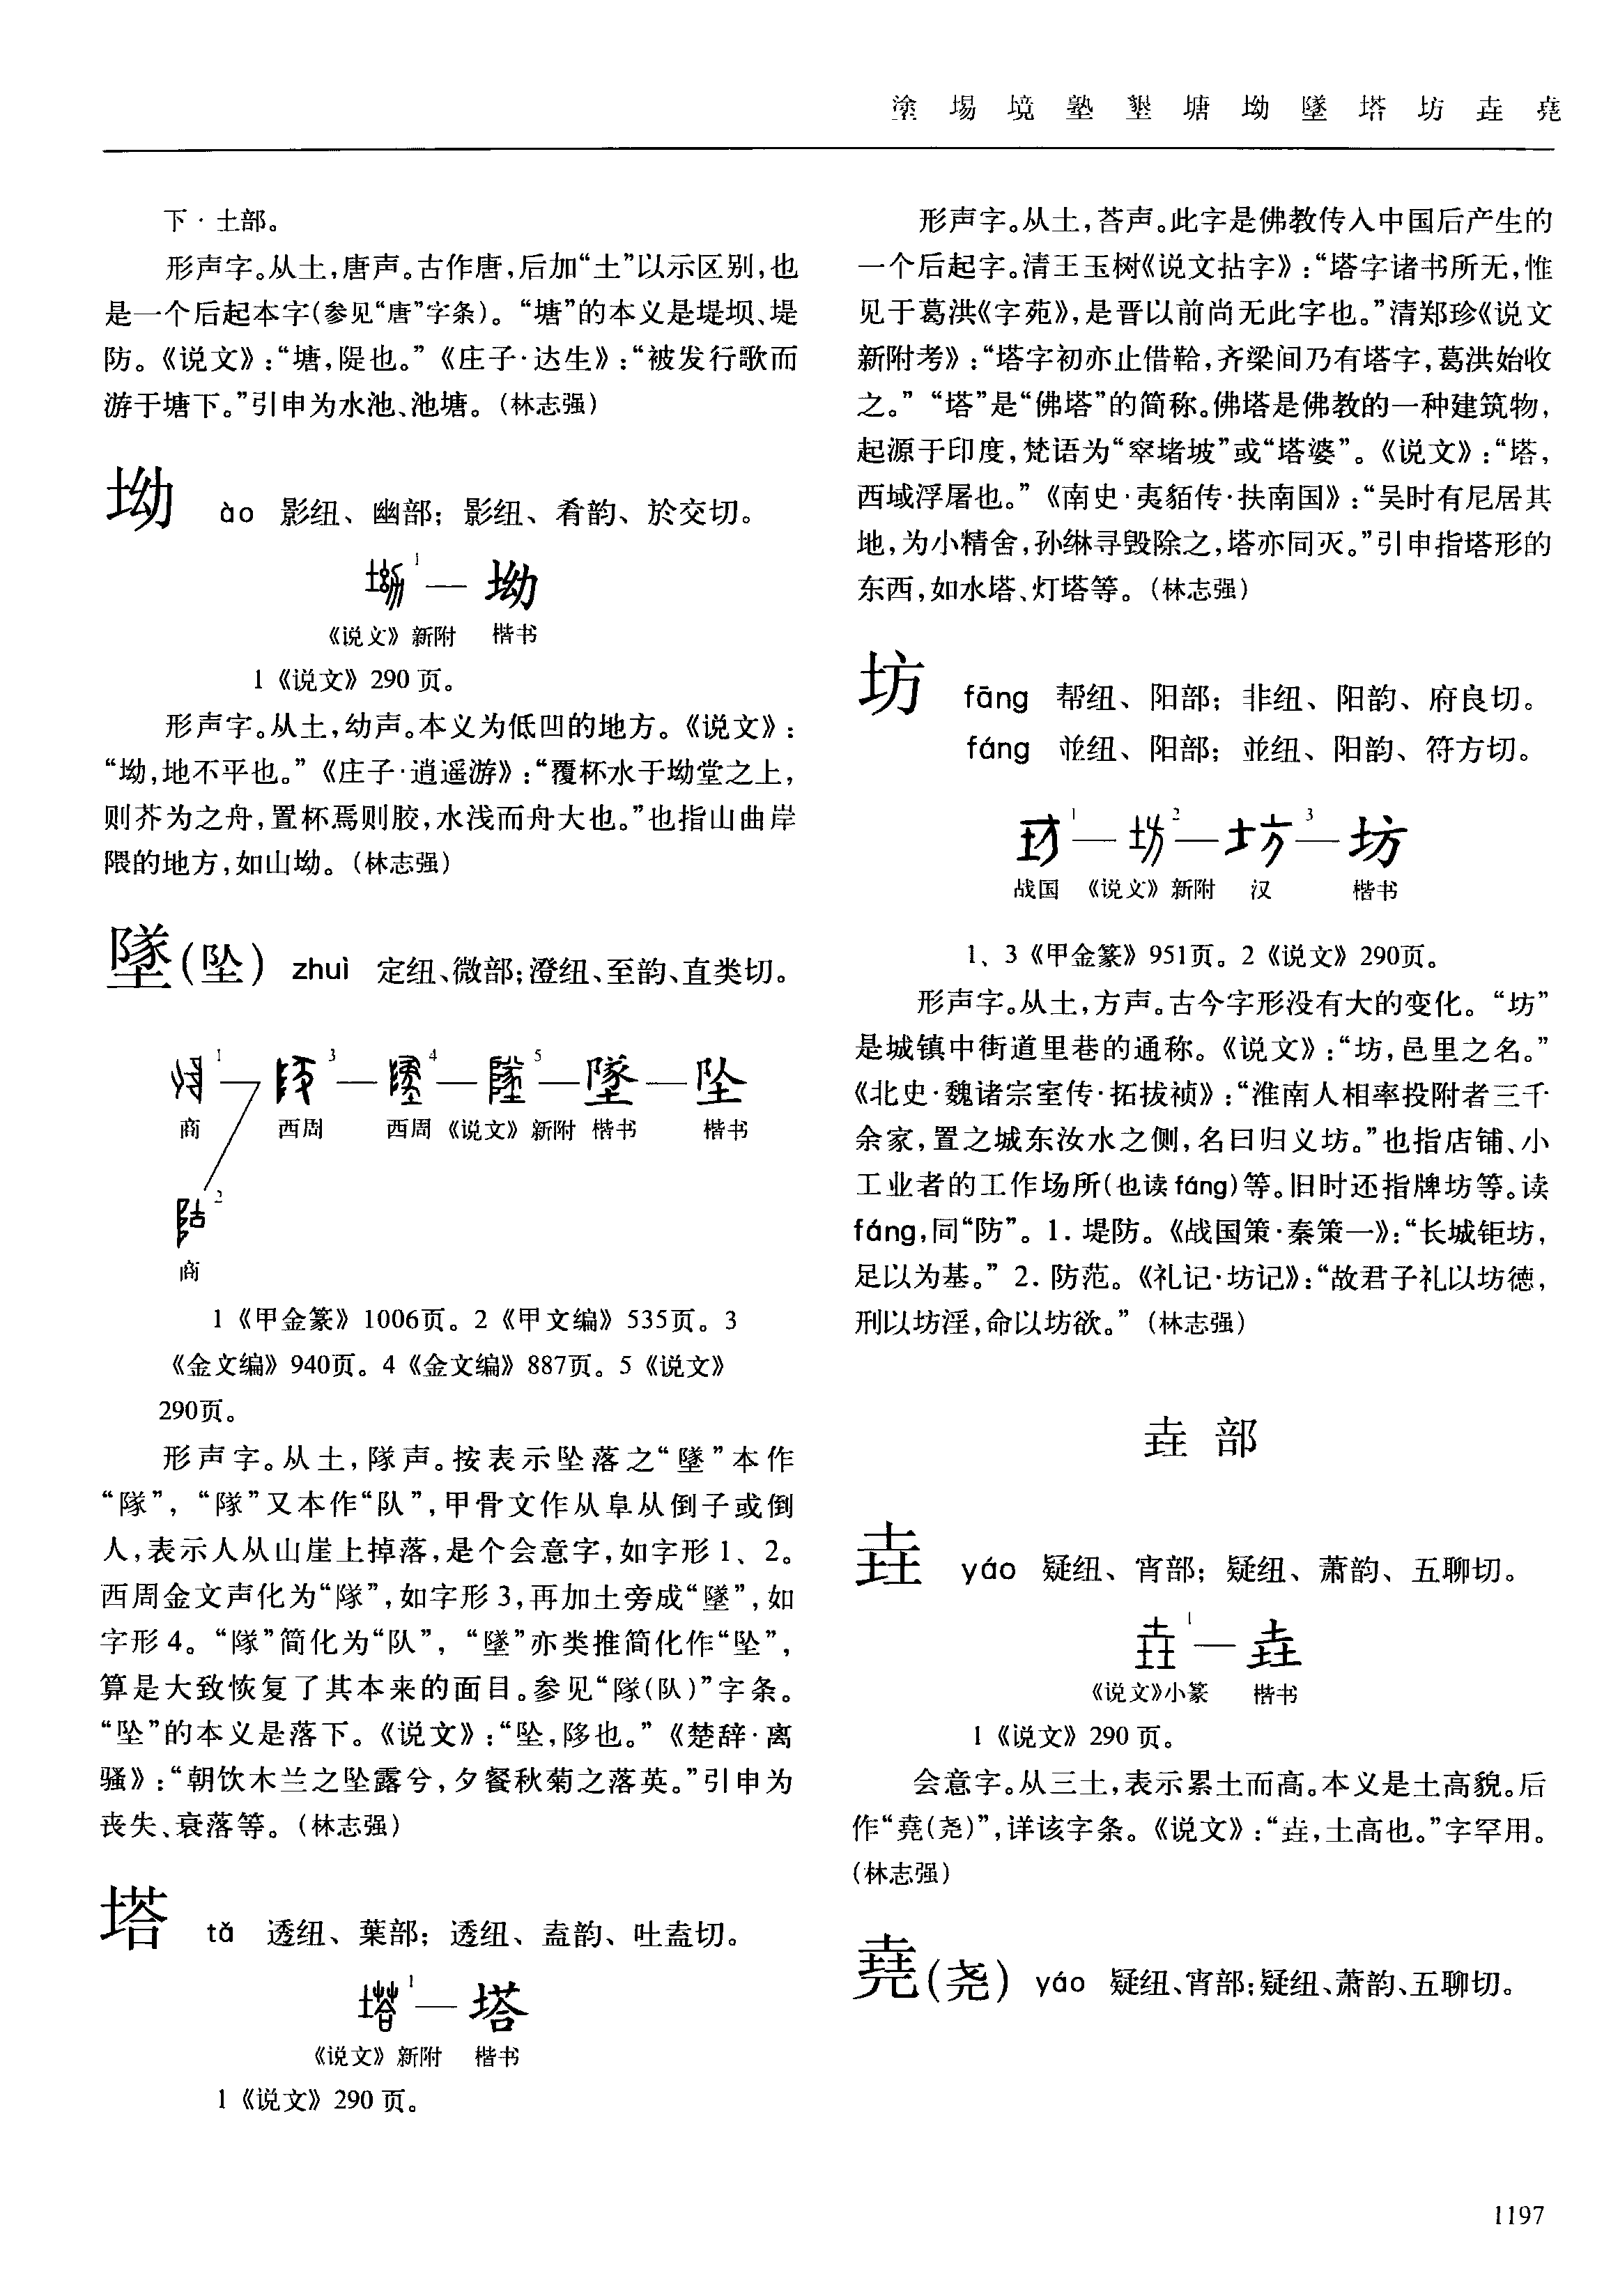 塗 場 境 塾 墾 塘 坳 墜 塔 坊 垚 堯
下·土部。
形声字。从土,唐声。古作唐,后加“土”以示区别,也
是一个后起本字(参见“唐”字条)。“塘”的本义是堤坝、堤
防。《说文》:“塘,隄也。”《庄子·达生》:“被发行歌而
游于塘下。”引申为水池、池塘。(林志强)
坳 ào 影纽、幽部；影纽、肴韵、於交切。
1 — 坳
《说文》新附 楷书
1《说文》290页。
形声字。从土,幼声。本义为低凹的地方。《说文》:
“坳,地不平也。”《庄子·逍遥游》:“覆杯水于坳堂之上,
则芥为之舟,置杯焉则胶,水浅而舟大也。”也指山曲岸
隈的地方,如山坳。(林志强)
墜(坠) zhuì 定纽、微部;澄纽、至韵、直类切。
1 — 3 — 4 — 5 — 墜 — 坠
商 西周 西周 《说文》新附 楷书 楷书
2
商
1《甲金篆》1006页。2《甲文编》535页。3
《金文编》940页。4《金文编》887页。5《说文》
290页。
形声字。从土,隊声。按表示坠落之“墜”本作
“隊”,“隊”又本作“队”,甲骨文作从阜从倒子或倒
人,表示人从山崖上掉落,是个会意字,如字形1、2。
西周金文声化为“隊”,如字形3,再加土旁成“墜”,如
字形4。“隊”简化为“队”,“墜”亦类推简化作“坠”,
算是大致恢复了其本来的面目。参见“隊(队)”字条。
“坠”的本义是落下。《说文》:“坠,陊也。”《楚辞·离
骚》:“朝饮木兰之坠露兮,夕餐秋菊之落英。”引申为
丧失、衰落等。(林志强)
塔 tǎ 透纽、葉部；透纽、盍韵、吐盍切。
1 — 塔
《说文》新附 楷书
1《说文》290页。
形声字。从土,荅声。此字是佛教传入中国后产生的
一个后起字。清王玉树《说文拈字》:“塔字诸书所无,惟
见于葛洪《字苑》,是晋以前尚无此字也。”清郑珍《说文
新附考》:“塔字初亦止借鞈,齐梁间乃有塔字,葛洪始收
之。”“塔”是“佛塔”的简称。佛塔是佛教的一种建筑物,
起源于印度,梵语为“窣堵坡”或“塔婆”。《说文》:“塔,
西域浮屠也。”《南史·夷貊传·扶南国》:“吴时有尼居其
地,为小精舍,孙綝寻毁除之,塔亦同灭。”引申指塔形的
东西,如水塔、灯塔等。(林志强)
坊 fāng 帮纽、阳部；非纽、阳韵、府良切。
fáng 並纽、阳部；並纽、阳韵、符方切。
1 — 2 — 3 — 坊
战国 《说文》新附 汉 楷书
1、3《甲金篆》951页。2《说文》290页。
形声字。从土,方声。古今字形没有大的变化。“坊”
是城镇中街道里巷的通称。《说文》:“坊,邑里之名。”
《北史·魏诸宗室传·拓拔祯》:“淮南人相率投附者三千
余家,置之城东汝水之侧,名曰归义坊。”也指店铺、小
工业者的工作场所(也读fáng)等。旧时还指牌坊等。读
fáng,同“防”。1. 堤防。《战国策·秦策一》:“长城钜坊,
足以为基。”2. 防范。《礼记·坊记》:“故君子礼以坊德,
刑以坊淫,命以坊欲。”(林志强)
垚 部
垚 yáo 疑纽、宵部；疑纽、萧韵、五聊切。
垚1 — 垚
《说文》小篆 楷书
1《说文》290页。
会意字。从三土,表示累土而高。本义是土高貌。后
作“堯(尧)”,详该字条。《说文》:“垚,土高也。”字罕用。
(林志强)
堯(尧) yáo 疑纽、宵部;疑纽、萧韵、五聊切。
1197